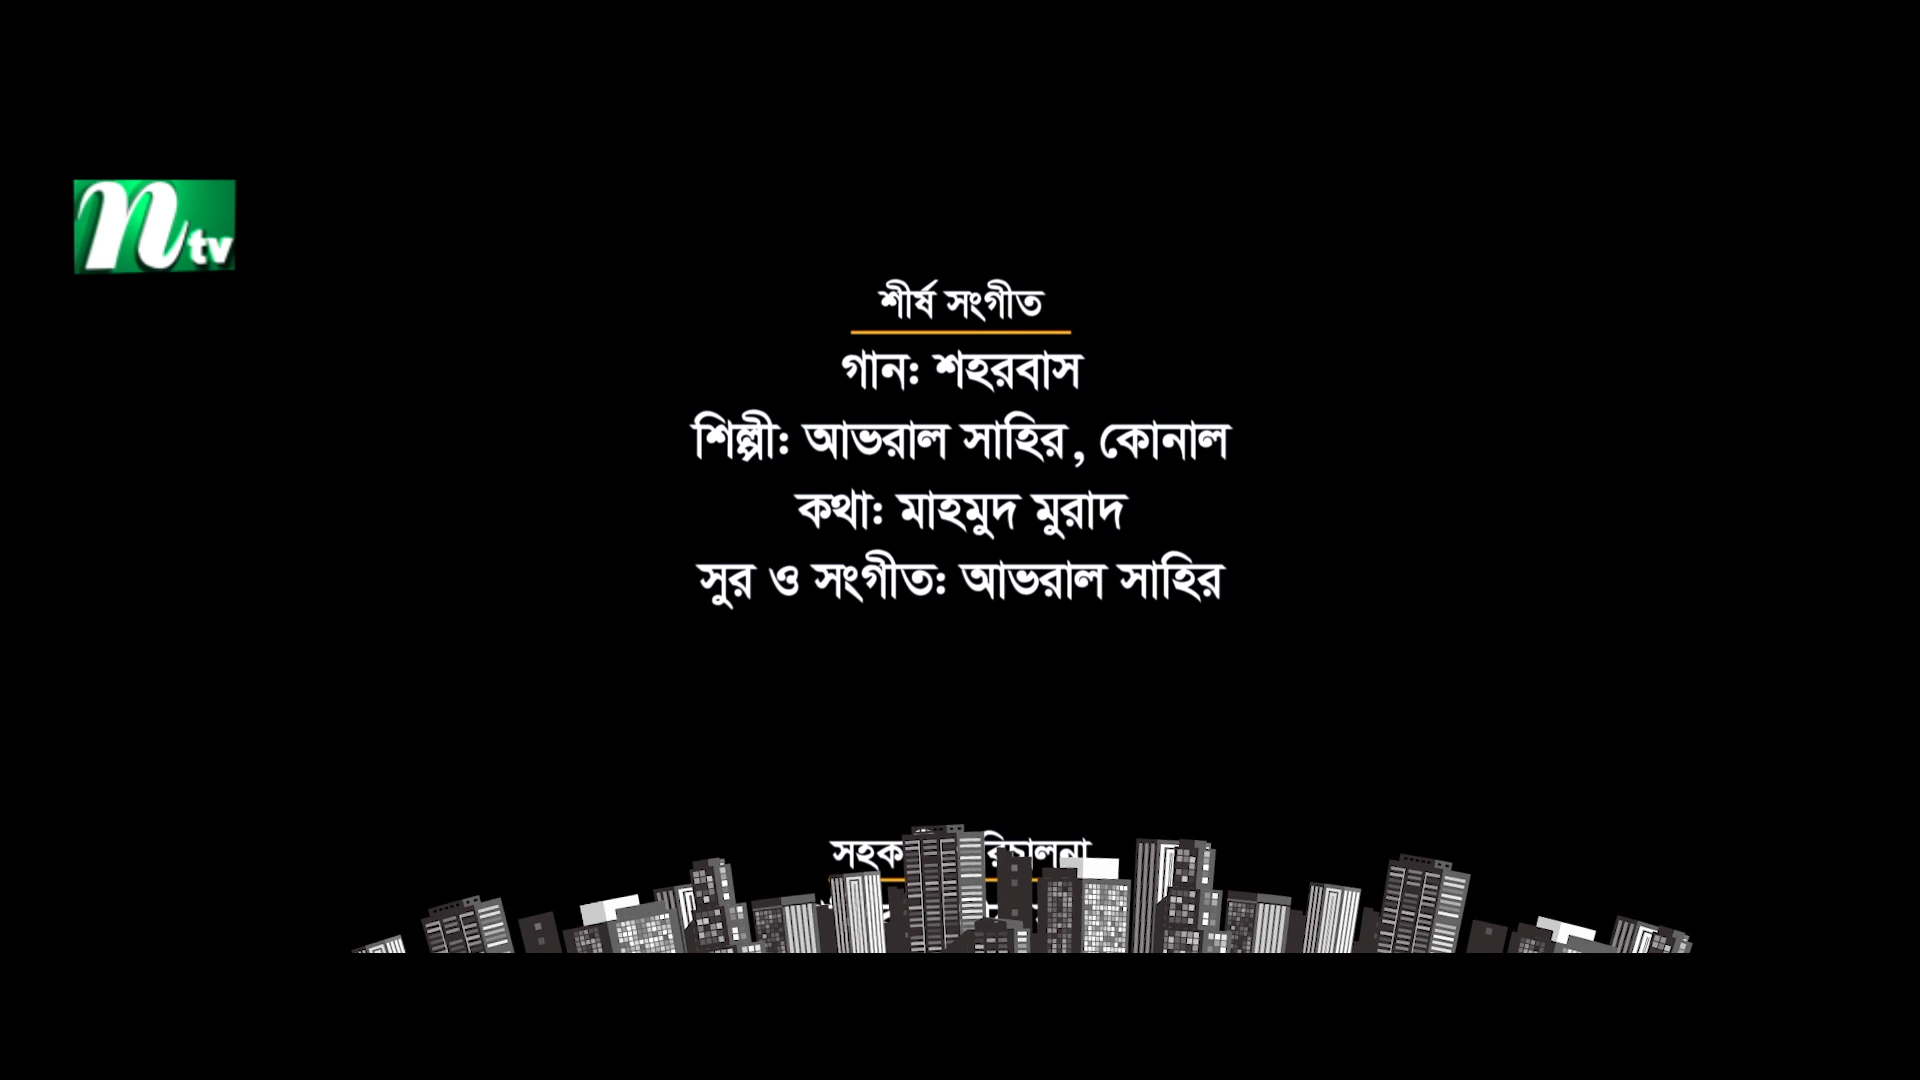 ntv
শীর্ষ সংগীত
গান: শহরবাস
শিল্পী: আভরাল সাহির, কোনাল
কথা: মাহমুদ মুরাদ
সুর ও সংগীত: আভরাল সাহির